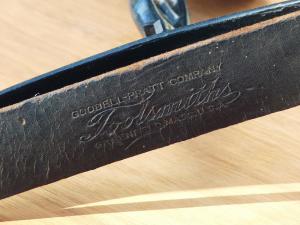 GOODELL-PRATT COMPANY
Toolsmiths
GREENFIELD, MASS. U.S.A.